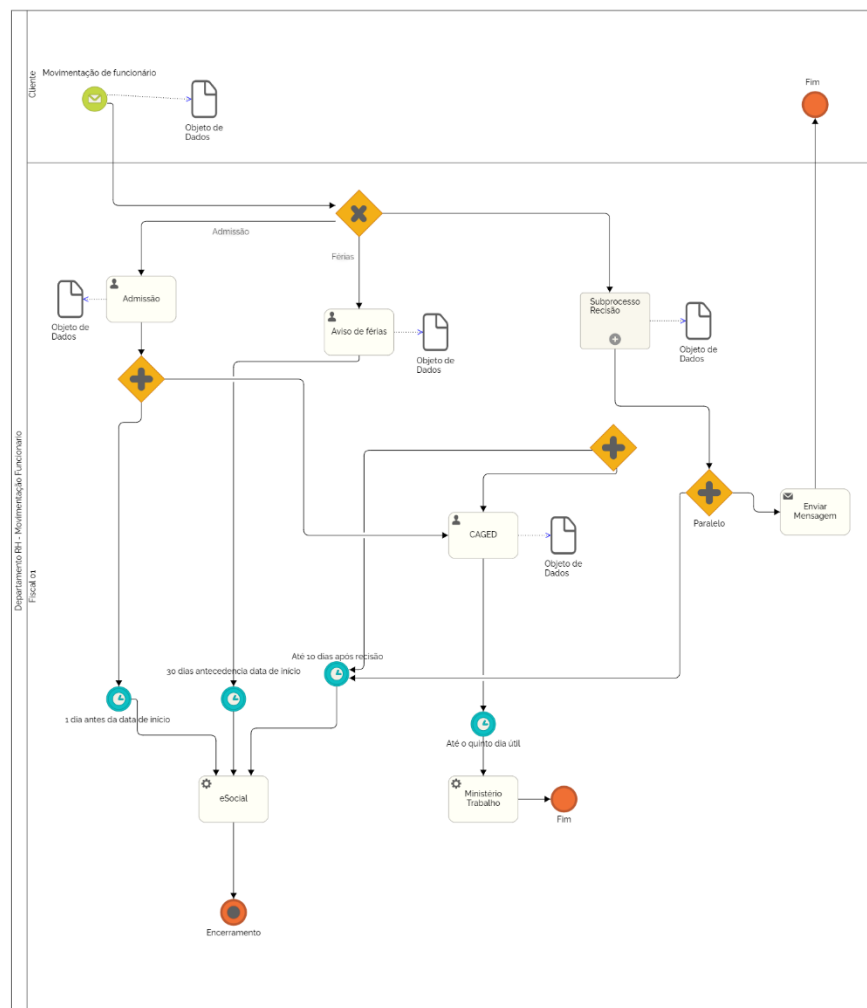 Departamento RH - Movimentação Funcionario
Cliente
Movimentação de funcionário
Objeto de
Dados
Fim
Fiscal 01
Admissão
Férias
Admissão
Objeto de
Dados
Aviso de férias
Objeto de
Dados
Subprocesso
Recisão
Objeto de
Dados
CAGED
Objeto de
Dados
Paralelo
Enviar
Mensagem
Até 10 dias após recisão
30 dias antecedencia data de início
1 dia antes da data de início
Até o quinto dia útil
eSocial
Ministério
Trabalho
Fim
Encerramento